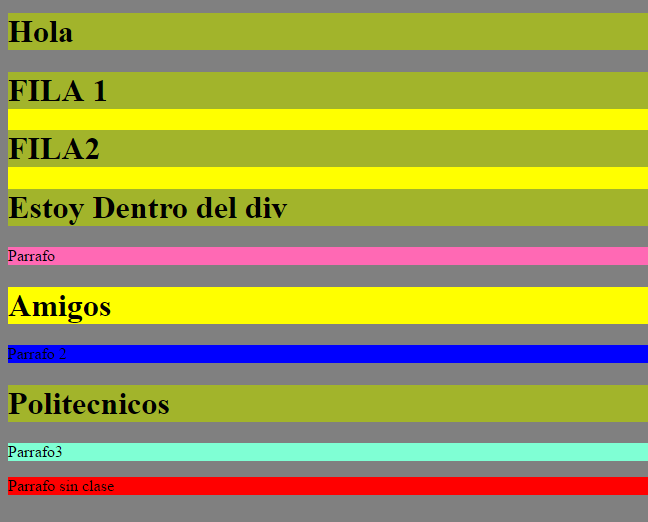 Hola
FILA 1
FILA2
Estoy Dentro del div
Parrafo
Amigos
Parrafo 2
Politecnicos
Parrafo3
Parrafo sin clase